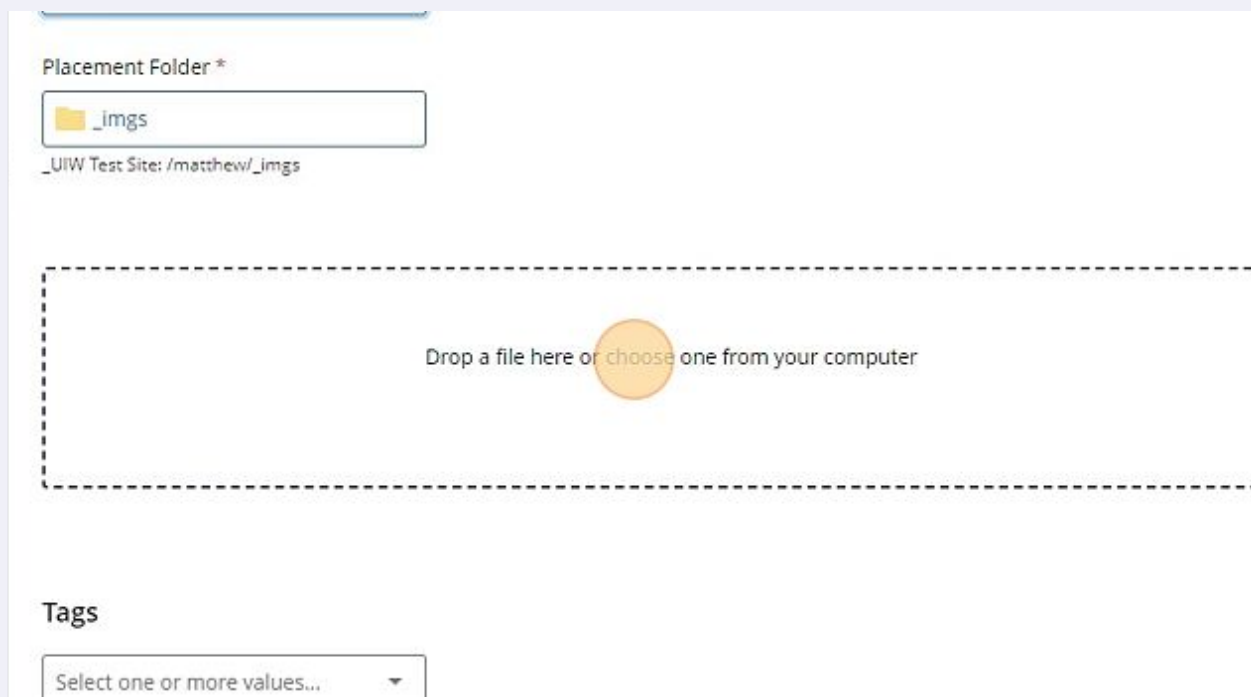 Placement Folder *
_imgs
_UIW Test Site: /matthew/_imgs
Drop a file here or choose one from your computer
Tags
Select one or more values...